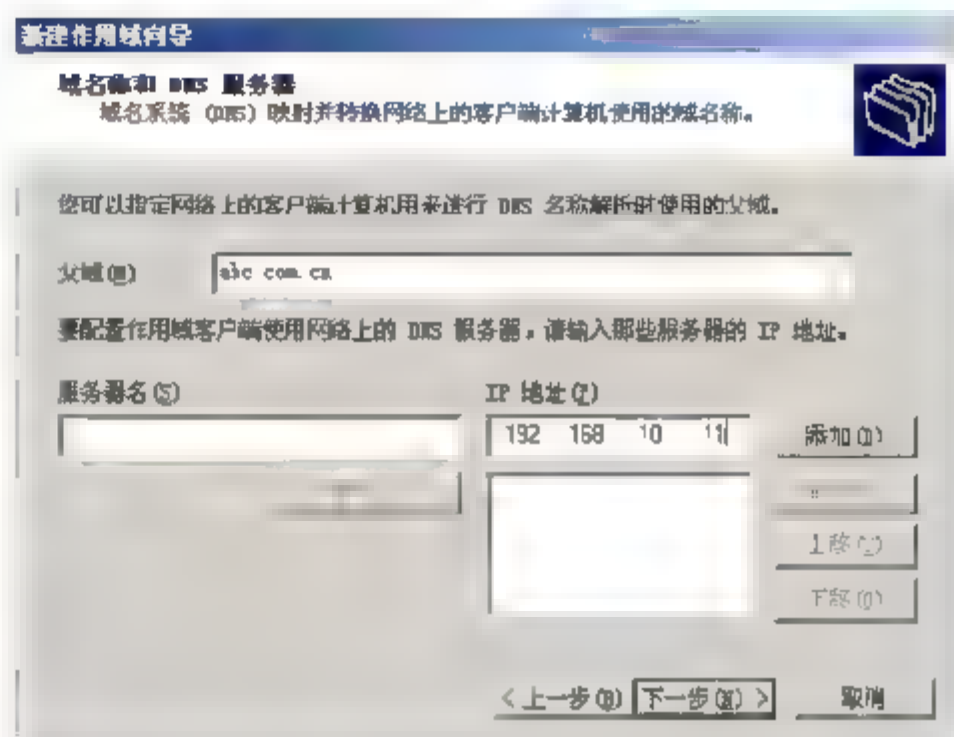 新建作用域向导
域名称和 DNS 服务器
域名系统 (DNS) 映射并转换网络上的客户端计算机使用的域名称。
您可以指定网络上的客户端计算机用来进行 DNS 名称解析时使用的父域。
父域(M)
abc.com.cn
要配置作用域客户端使用网络上的 DNS 服务器，请输入那些服务器的 IP 地址。
服务器名(S)
IP 地址(P)
192 168 10 11
添加(D)
上移(U)
下移(O)
< 上一步(B)
下一步(N) >
取消